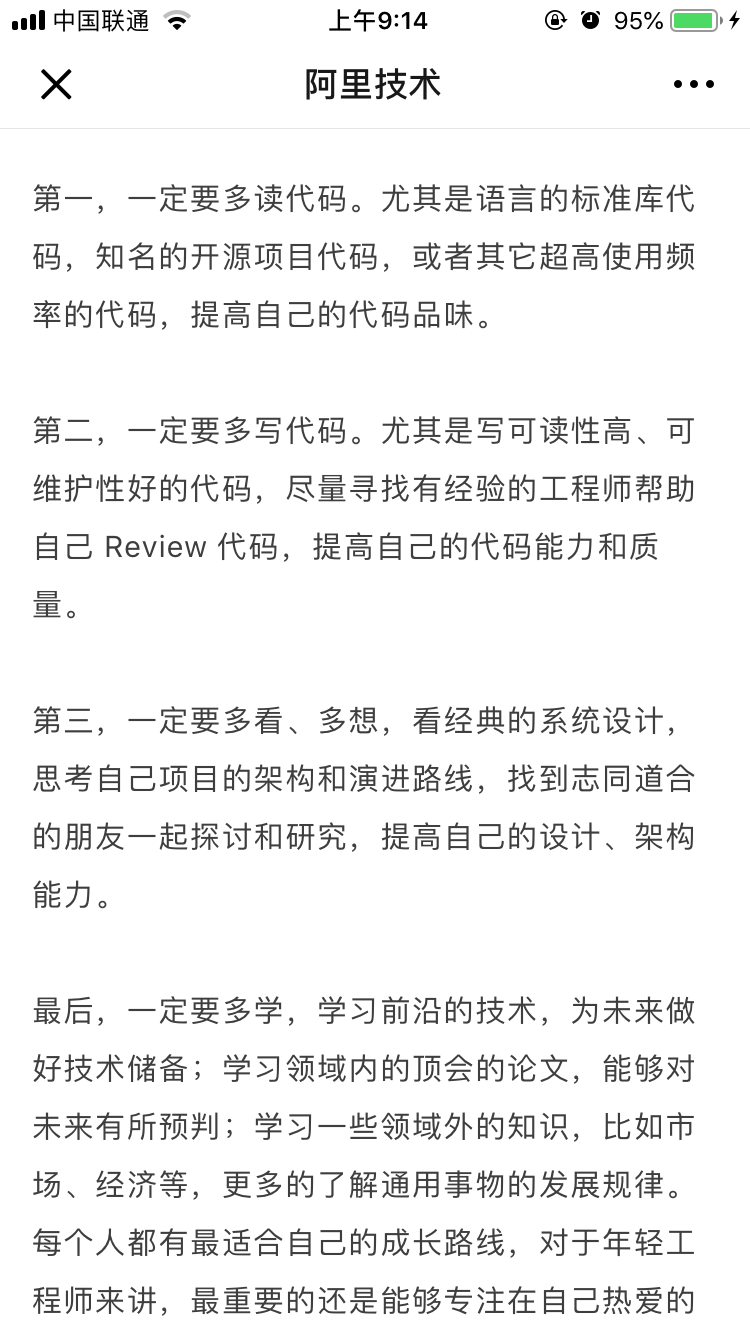 中国联通 上午9:14 95%
阿里技术
第一，一定要多读代码。尤其是语言的标准库代
码，知名的开源项目代码，或者其它超高使用频
率的代码，提高自己的代码品味。
第二，一定要多写代码。尤其是写可读性高、可
维护性好的代码，尽量寻找有经验的工程师帮助
自己 Review 代码，提高自己的代码能力和质
量。
第三，一定要多看、多想，看经典的系统设计，
思考自己项目的架构和演进路线，找到志同道合
的朋友一起探讨和研究，提高自己的设计、架构
能力。
最后，一定要多学，学习前沿的技术，为未来做
好技术储备；学习领域内的顶会的论文，能够对
未来有所预判；学习一些领域外的知识，比如市
场、经济等，更多的了解通用事物的发展规律。
每个人都有最适合自己的成长路线，对于年轻工
程师来讲，最重要的还是能够专注在自己热爱的